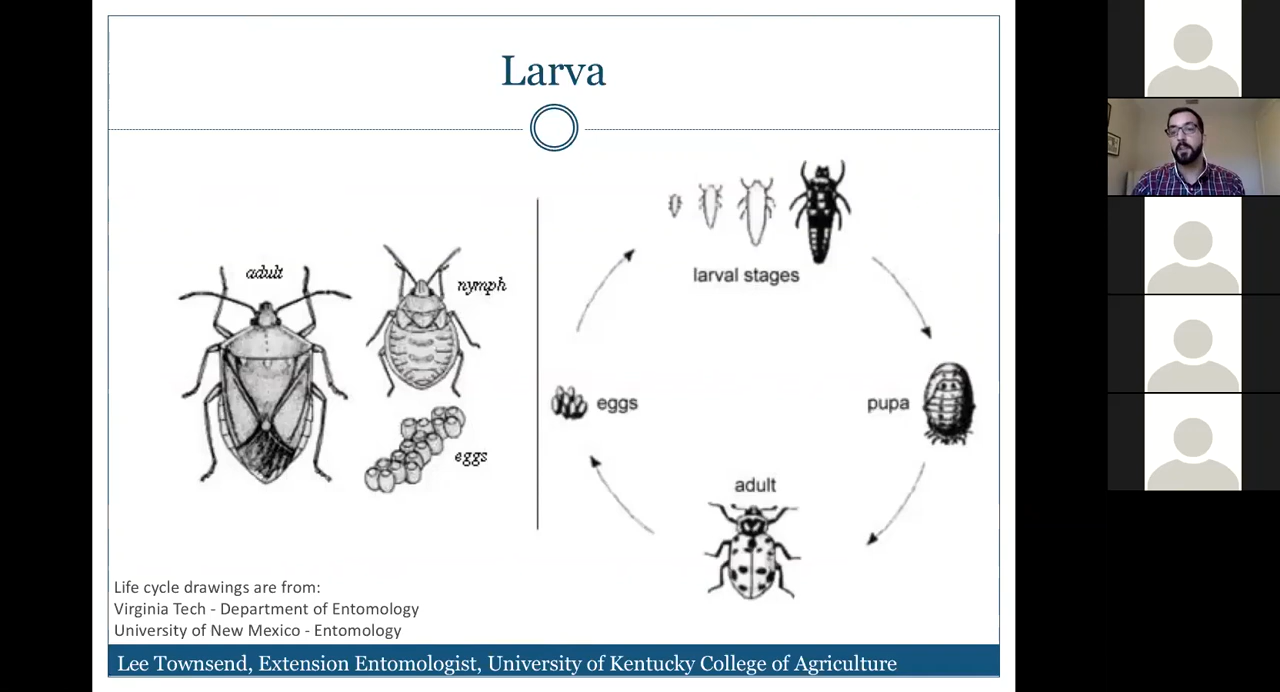 Larva
adult
nymph
eggs
larval stages
eggs
pupa
adult
Life cycle drawings are from:
Virginia Tech - Department of Entomology
University of New Mexico - Entomology
Lee Townsend, Extension Entomologist, University of Kentucky College of Agriculture